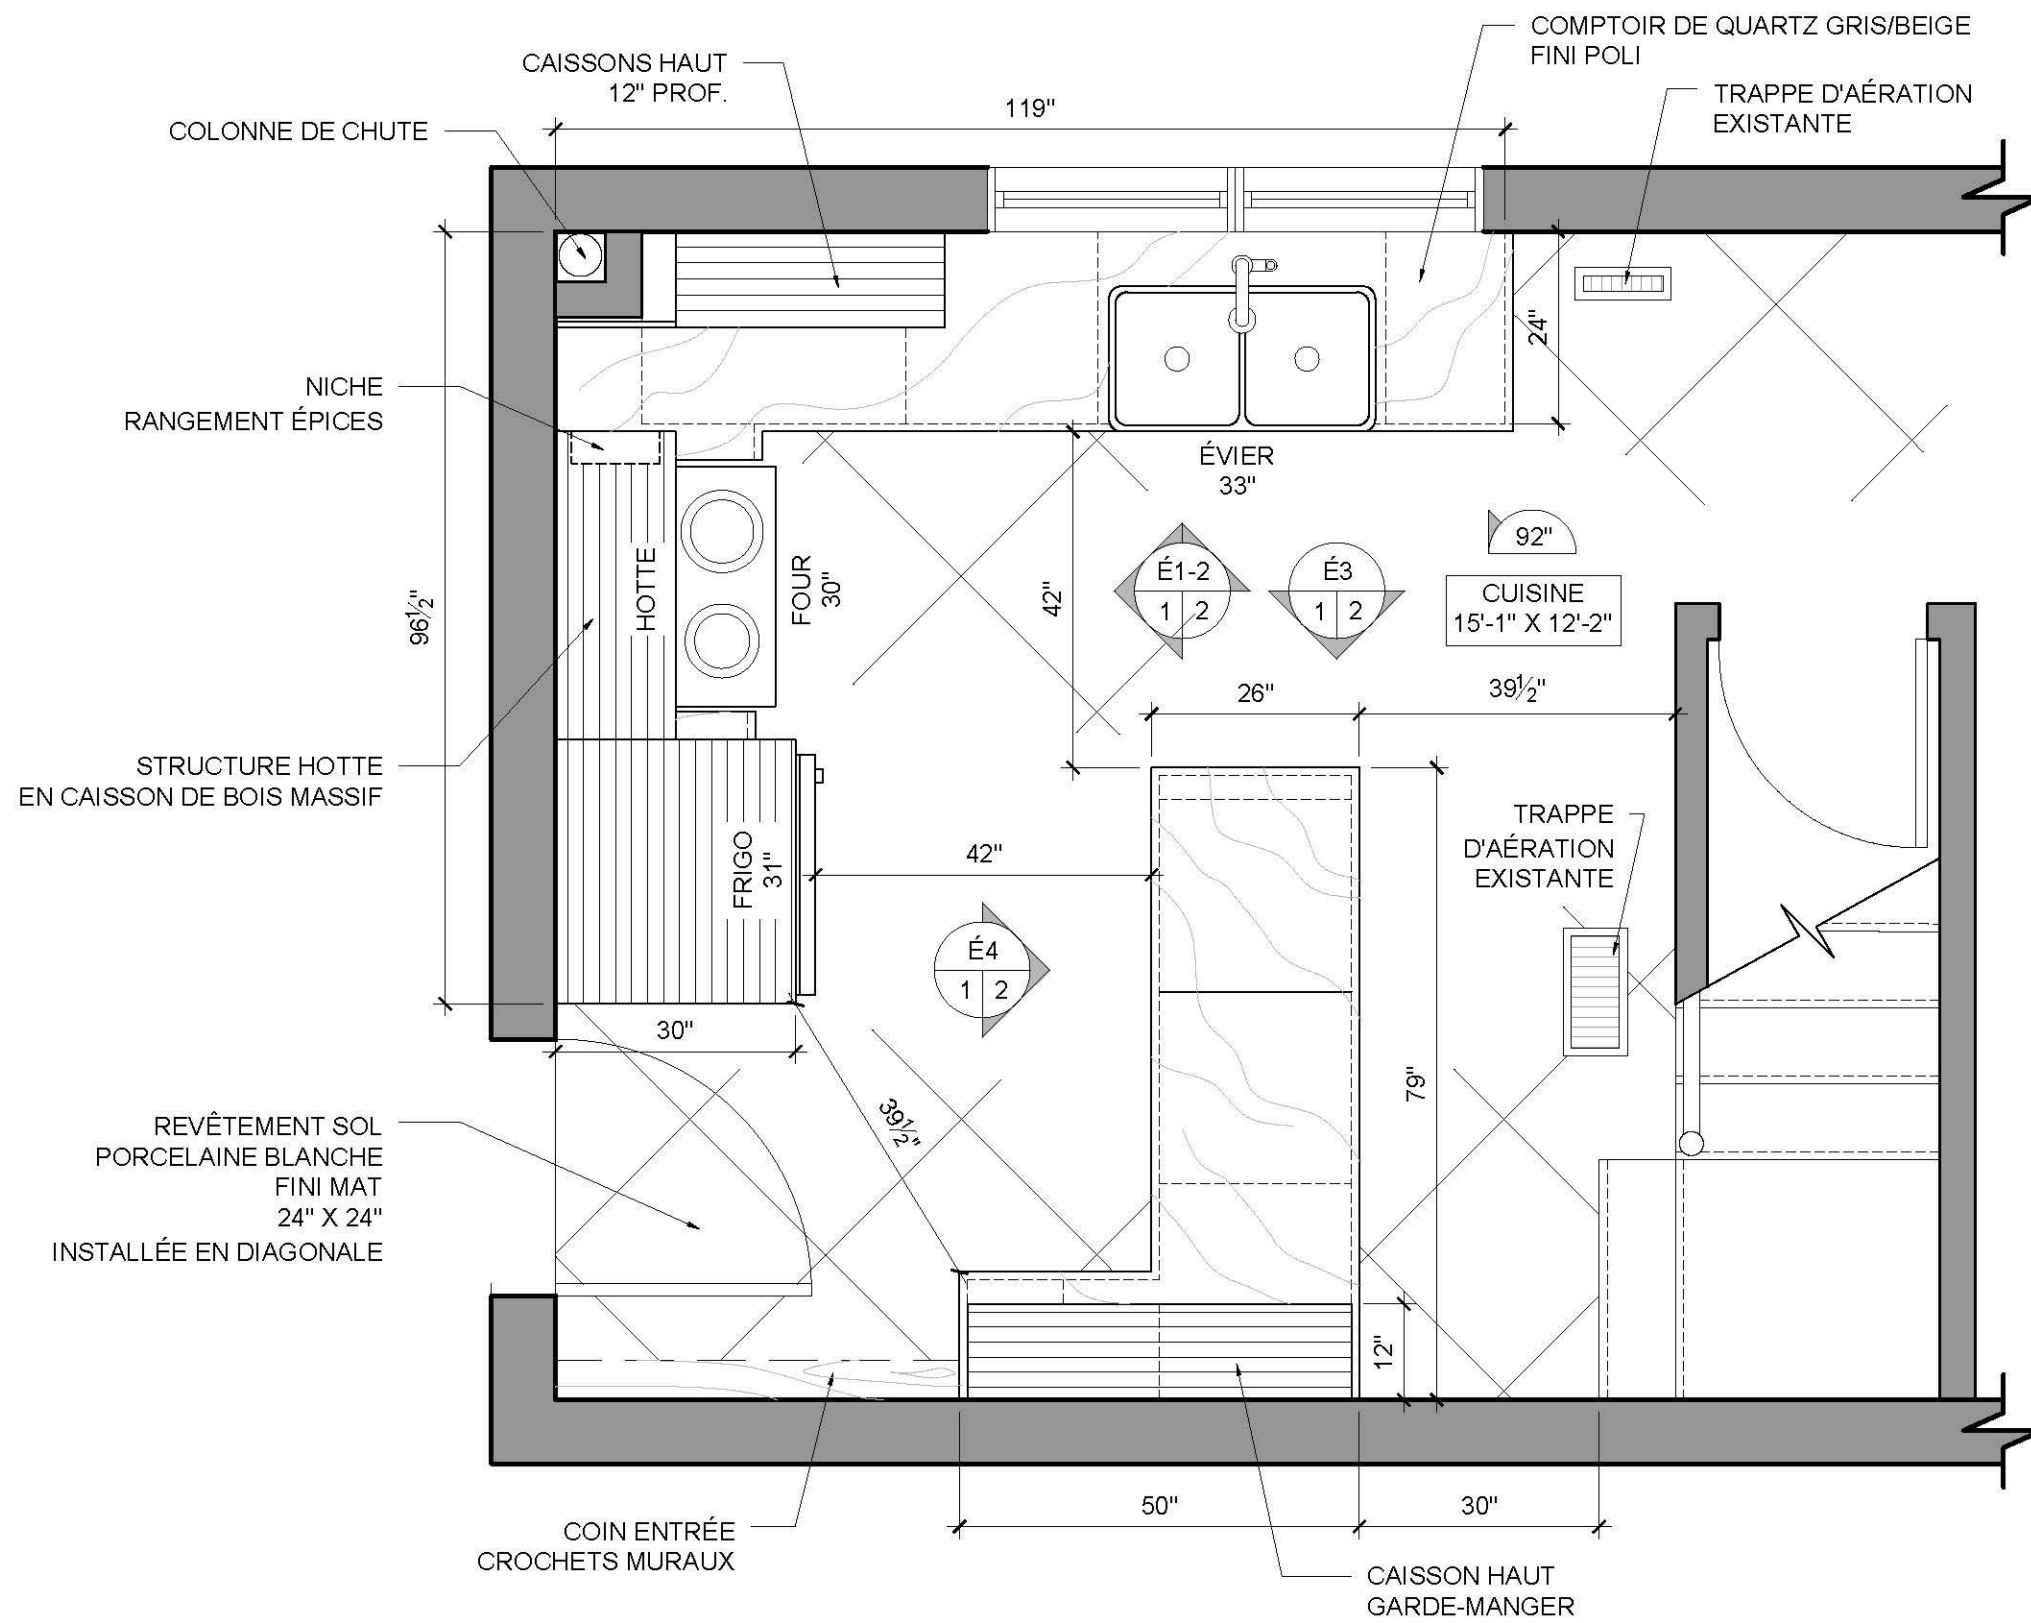 COMPTOIR DE QUARTZ GRIS/BEIGE
FINI POLI
CAISSONS HAUT
12" PROF.
119"
TRAPPE D'AÉRATION
EXISTANTE
COLONNE DE CHUTE
24"
NICHE
RANGEMENT ÉPICES
ÉVIER
33"
92"
HOTTE
FOUR
30"
42"
É1-2
1 2
É3
1 2
CUISINE
15'-1" X 12'-2"
96½"
26"
39½"
STRUCTURE HOTTE
EN CAISSON DE BOIS MASSIF
TRAPPE
D'AÉRATION
EXISTANTE
FRIGO
31"
42"
É4
1 2
30"
79"
39½"
REVÊTEMENT SOL
PORCELAINE BLANCHE
FINI MAT
24" X 24"
INSTALLÉE EN DIAGONALE
12"
50"
30"
COIN ENTRÉE
CROCHETS MURAUX
CAISSON HAUT
GARDE-MANGER